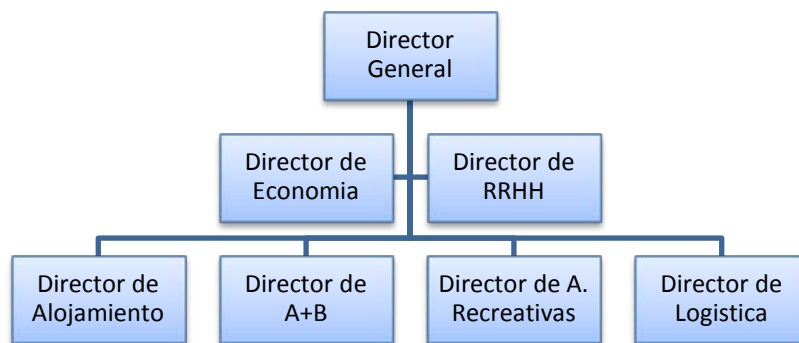 Director
General
Director de
Economia
Director de
RRHH
Director de
Alojamiento
Director de
A+B
Director de A.
Recreativas
Director de
Logistica